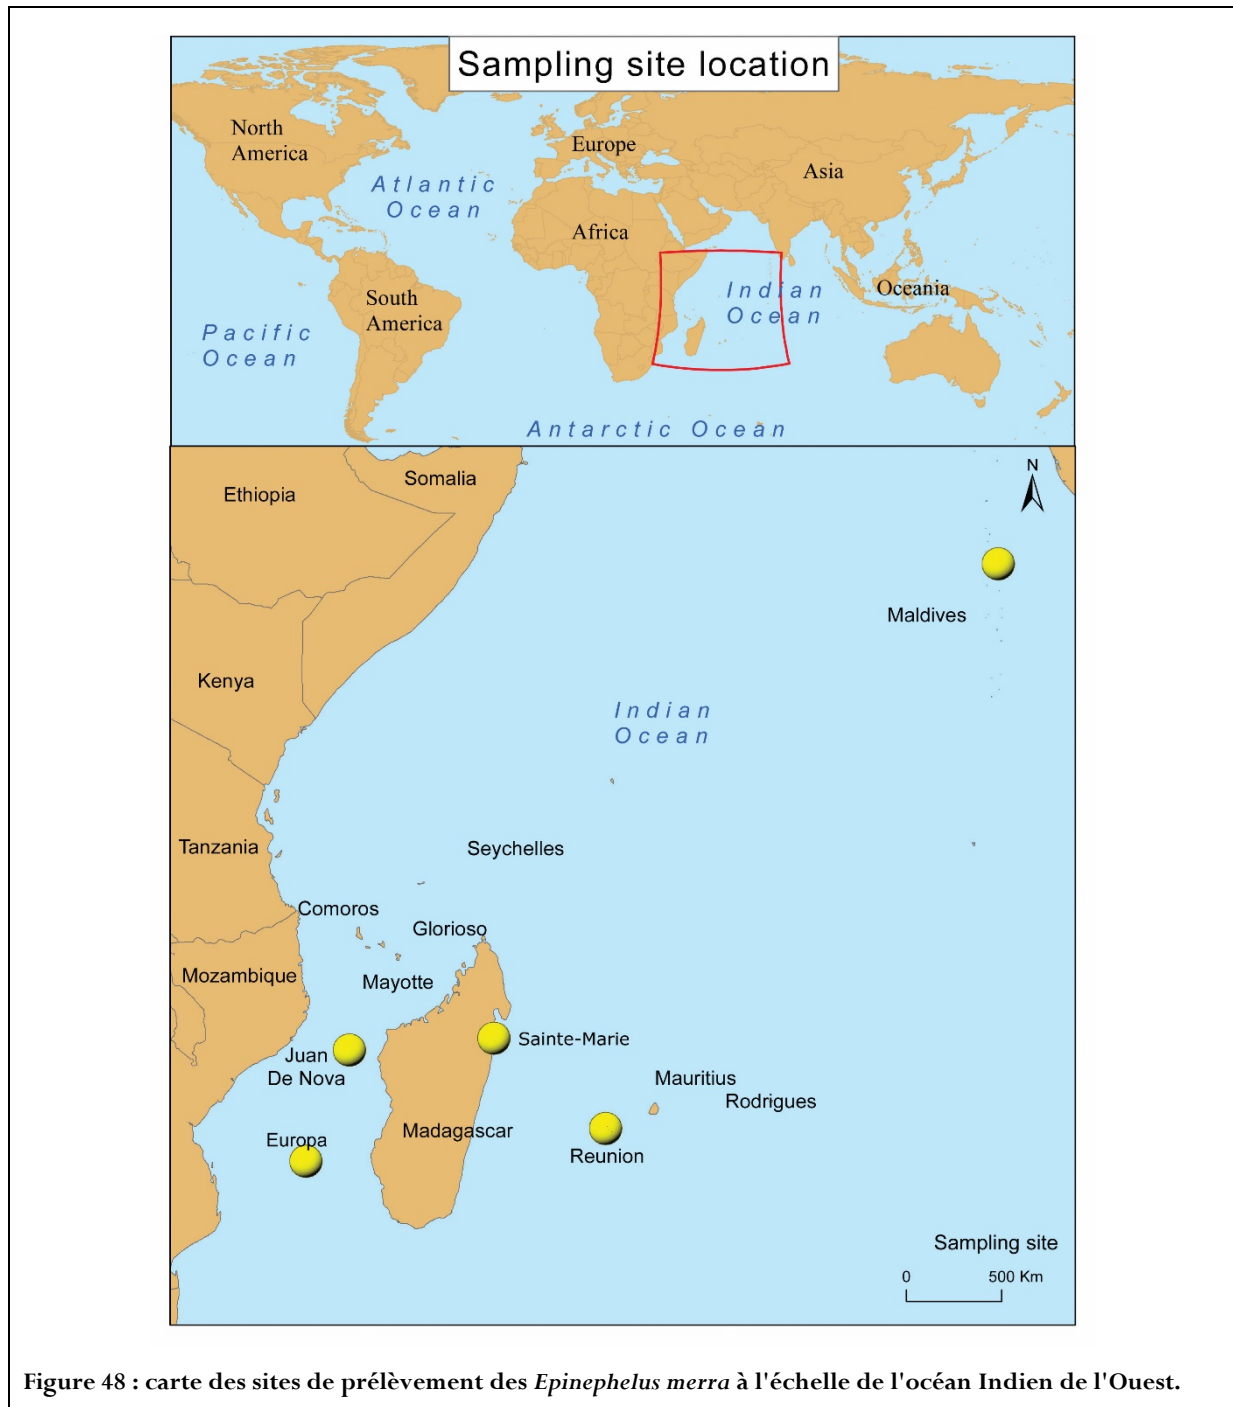 Sampling site location
North
America
Europe
Asia
Atlantic
Ocean
Africa
Indian
Ocean
Oceania
South
America
Pacific
Ocean
Antarctic Ocean
Somalia
Ethiopia
N
Maldives
Kenya
Indian
Ocean
Tanzania
Seychelles
Comoros
Glorioso
Mozambique
Mayotte
Sainte-Marie
Juan
De Nova
Mauritius
Rodrigues
Madagascar
Europa
Reunion
Sampling site
0 500 Km
Figure 48 : carte des sites de prélèvement des Epinephelus merra à l'échelle de l'océan Indien de l'Ouest.